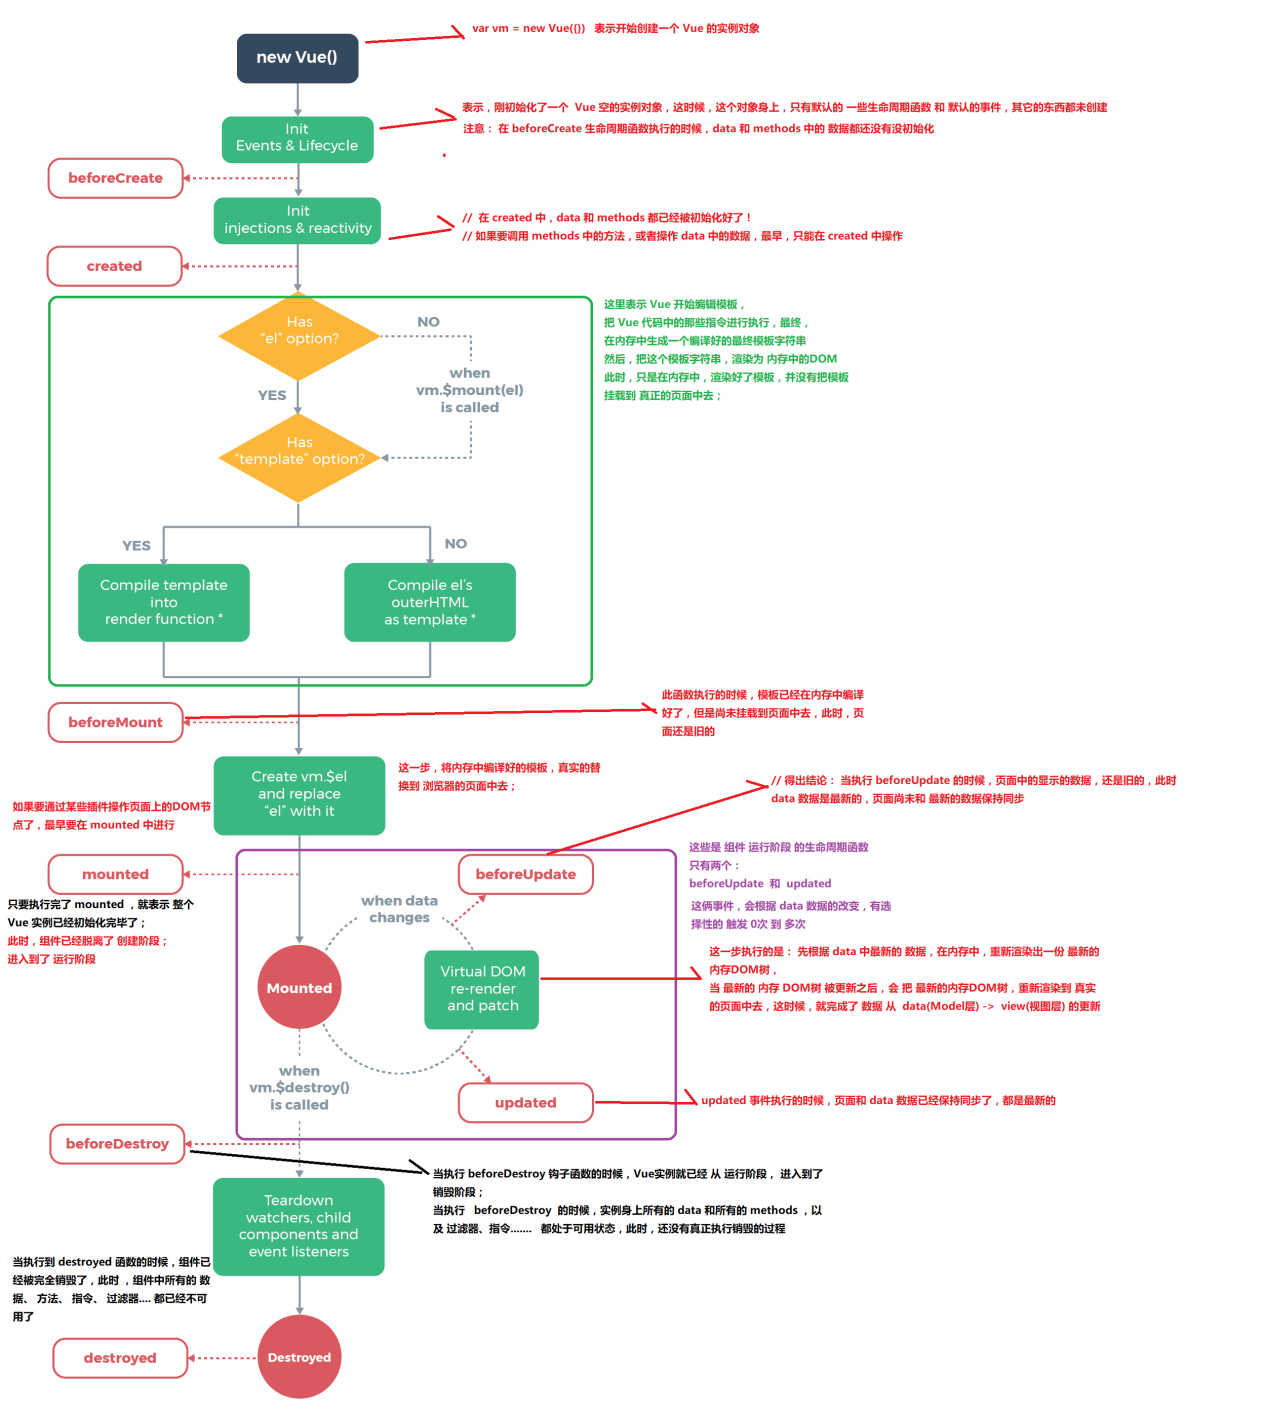 var vm = new Vue({}) 表示开始创建一个 Vue 的实例对象
new Vue()
表示，刚初始化了一个 Vue 空的实例对象，这时候，这个对象身上，只有默认的 一些生命周期函数 和 默认的事件，其它的东西都未创建
注意： 在 beforeCreate 生命周期函数执行的时候，data 和 methods 中的 数据都还没有没初始化
Init
Events & Lifecycle
beforeCreate
Init
injections & reactivity
// 在 created 中，data 和 methods 都已经被初始化好了！
// 如果要调用 methods 中的方法，或者操作 data 中的数据，最早，只能在 created 中操作
created
这里表示 Vue 开始编辑模板，
把 Vue 代码中的那些指令进行执行，最终，
在内存中生成一个编译好的最终模板字符串
然后，把这个模板字符串，渲染为 内存中的DOM
此时，只是在内存中，渲染好了模板，并没有把模板
挂载到 真正的页面中去；
Has
“el” option?
NO
when
vm.$mount(el)
is called
YES
Has
“template” option?
YES
NO
Compile template
into
render function *
Compile el’s
outerHTML
as template *
beforeMount
此函数执行的时候，模板已经在内存中编译
好了，但是尚未挂载到页面中去，此时，页
面还是旧的
Create vm.$el
and replace
“el” with it
这一步，将内存中编译好的模板，真实的替
换到 浏览器的页面中去；
// 得出结论： 当执行 beforeUpdate 的时候，页面中的显示的数据，还是旧的，此时
data 数据是最新的，页面尚未和 最新的数据保持同步
如果要通过某些插件操作页面上的DOM节
点了，最早要在 mounted 中进行
mounted
只要执行完了 mounted ，就表示 整个
Vue 实例已经初始化完毕了；
此时，组件已经脱离了 创建阶段；
进入到了 运行阶段
beforeUpdate
when data
changes
Mounted
Virtual DOM
re-render
and patch
这些是 组件 运行阶段 的生命周期函数
只有两个：
beforeUpdate 和 updated
这俩事件，会根据 data 数据的改变，有选
择性的 触发 0次 到 多次
这一步执行的是： 先根据 data 中最新的 数据，在内存中，重新渲染出一份 最新的
内存DOM树，
当 最新的 内存 DOM树 被更新之后，会 把 最新的内存DOM树，重新渲染到 真实
的页面中去，这时候，就完成了 数据 从 data(Model层) -> view(视图层) 的更新
when
vm.$destroy()
is called
updated
updated 事件执行的时候，页面和 data 数据已经保持同步了，都是最新的
beforeDestroy
当执行 beforeDestroy 钩子函数的时候，Vue实例就已经 从 运行阶段， 进入到了
销毁阶段；
当执行 beforeDestroy 的时候，实例身上所有的 data 和所有的 methods ，以
及 过滤器、指令....... 都处于可用状态，此时，还没有真正执行销毁的过程
Teardown
watchers, child
components and
event listeners
当执行到 destroyed 函数的时候，组件已
经被完全销毁了，此时 ，组件中所有的 数
据、 方法、 指令、 过滤器.... 都已经不可
用了
destroyed
Destroyed